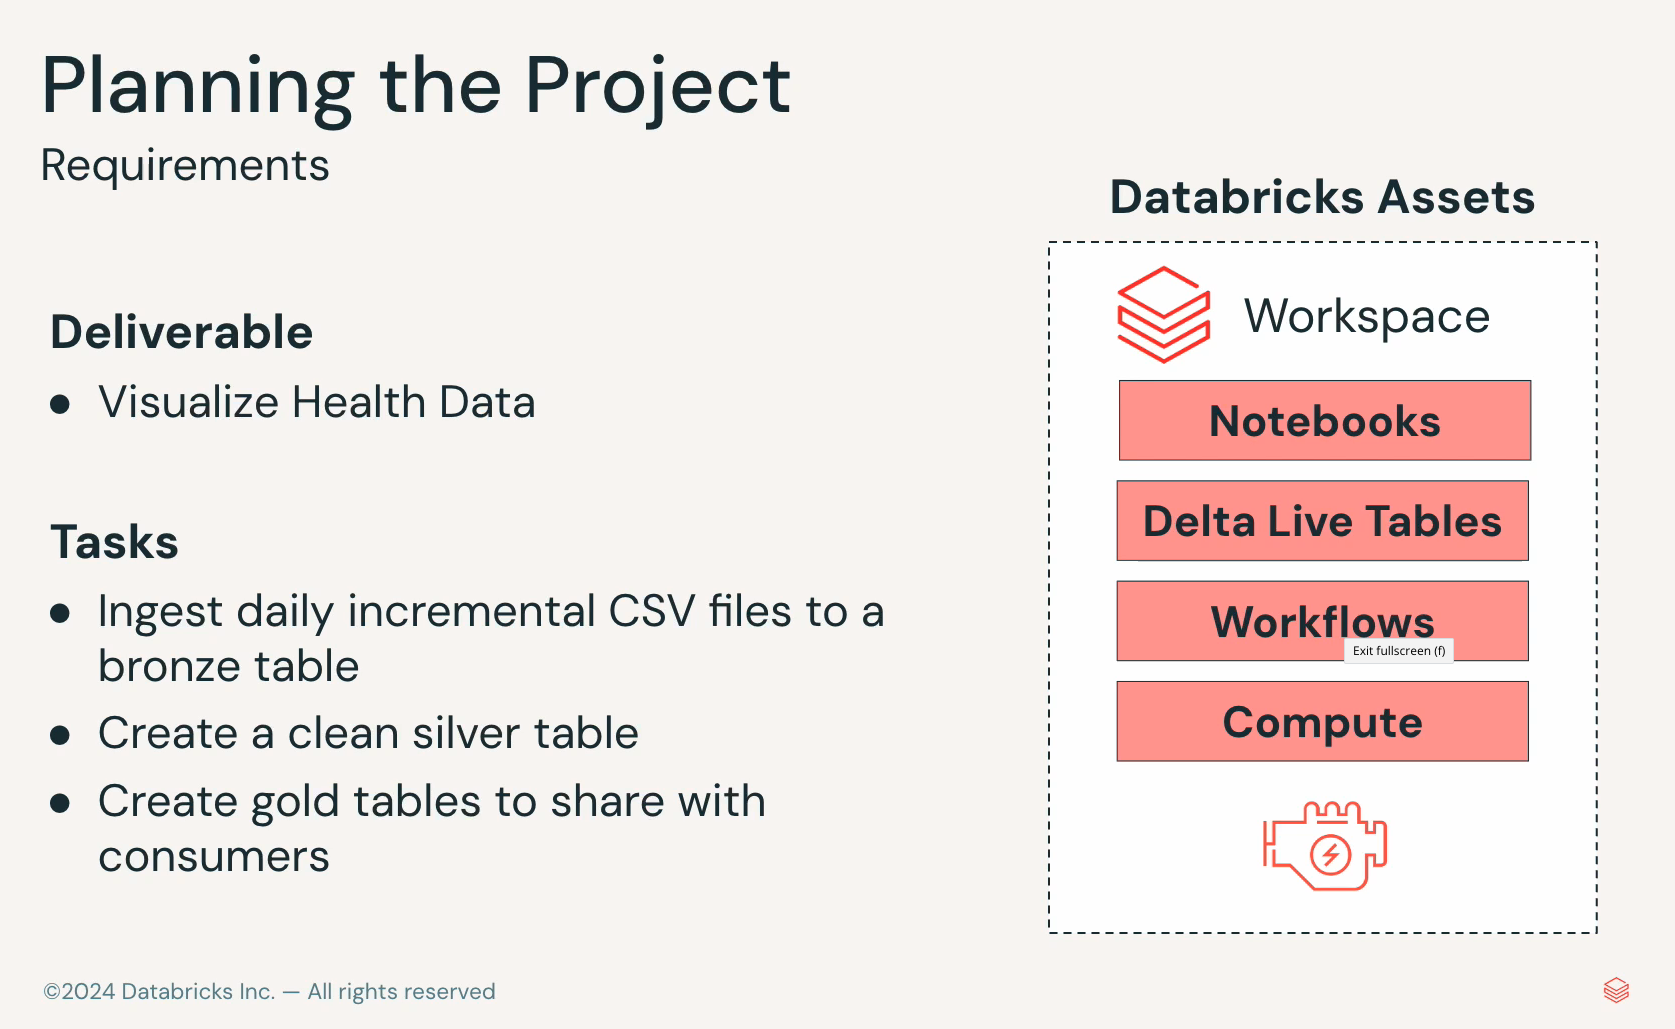 Planning the Project
Requirements
Deliverable
● Visualize Health Data
Tasks
● Ingest daily incremental CSV files to a
bronze table
● Create a clean silver table
● Create gold tables to share with
consumers
Databricks Assets
Workspace
Notebooks
Delta Live Tables
Workflows
Exit fullscreen (f)
Compute
©2024 Databricks Inc. — All rights reserved